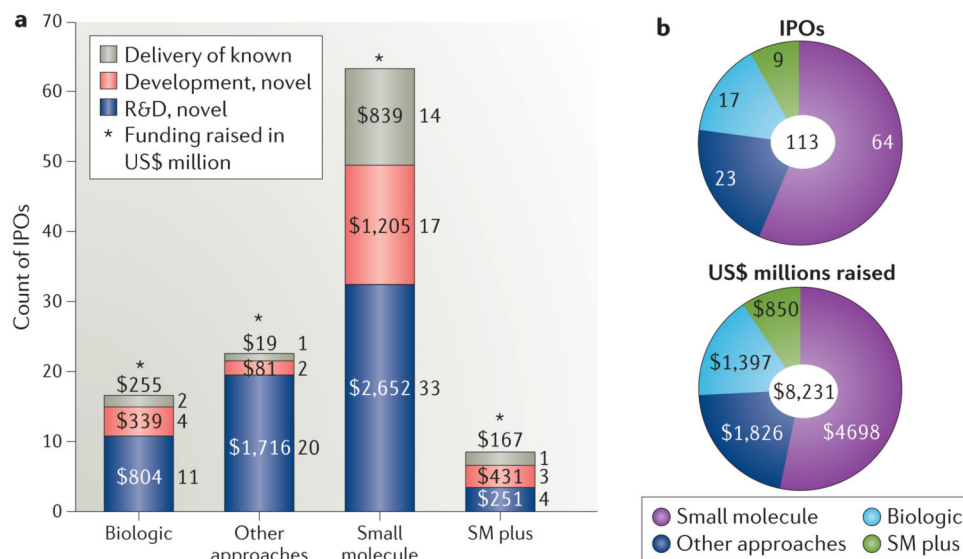 a
70
60
50
40
30
20
10
0
Count of IPOs
Delivery of known
Development, novel
R&D, novel
* Funding raised in
US$ million
*
$255
2
$339
4
$804
11
*
$19
1
$81
2
$1,716
20
*
$839
14
$1,205
17
$2,652
33
*
$167
1
$431
3
$251
4
Biologic
Other
approaches
Small
molecule
SM plus
b
IPOs
9
17
113
64
23
US$ millions raised
$850
$1,397
$8,231
$1,826
$4698
Small molecule
Biologic
Other approaches
SM plus